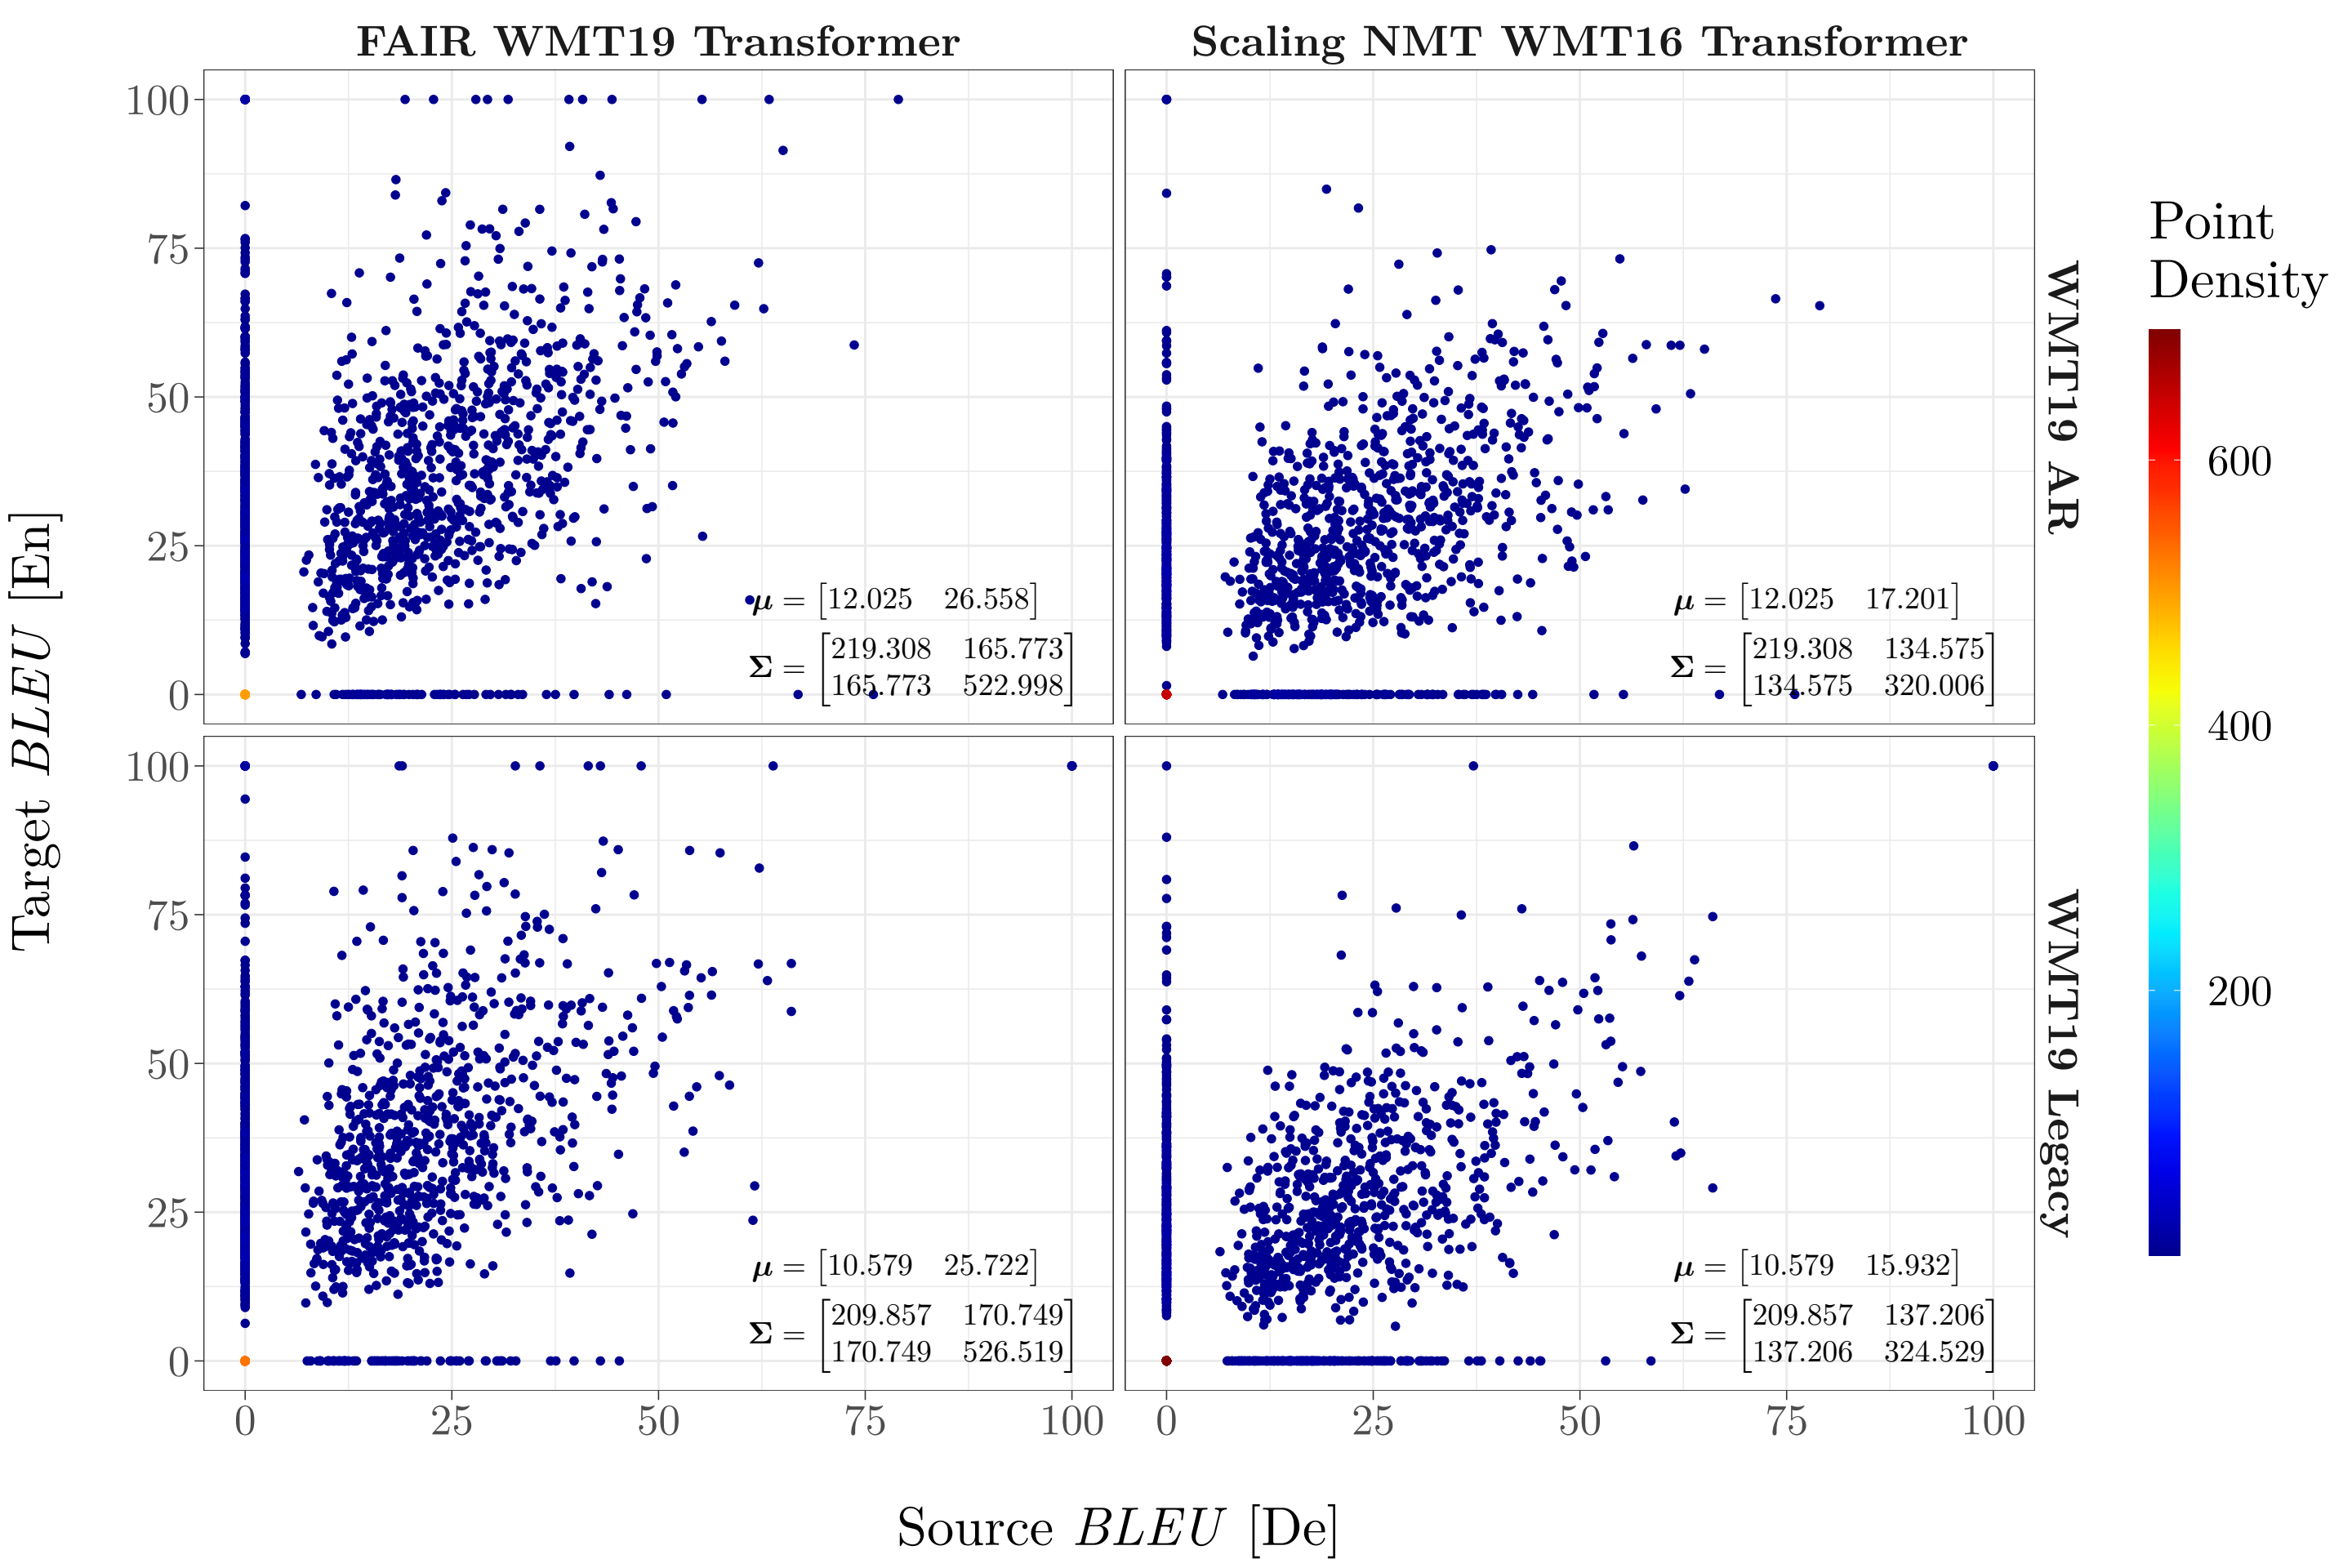 FAIR WMT19 Transformer
Scaling NMT WMT16 Transformer
Target BLEU [En]
100
75
50
25
0
μ = [12.025 26.558]
Σ = [219.308 165.773
165.773 522.998]
μ = [12.025 17.201]
Σ = [219.308 134.575
134.575 320.006]
WMT19 AR
100
75
50
25
0
μ = [10.579 25.722]
Σ = [209.857 170.749
170.749 526.519]
μ = [10.579 15.932]
Σ = [209.857 137.206
137.206 324.529]
WMT19 Legacy
0 25 50 75 100
0 25 50 75 100
Source BLEU [De]
Point
Density
600
400
200